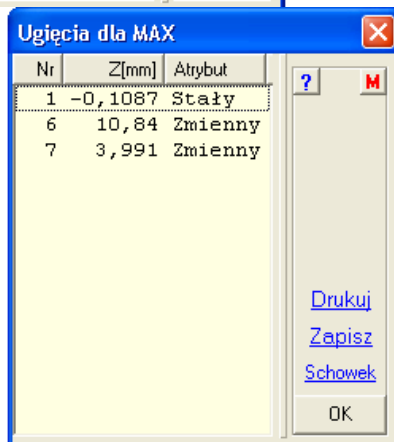 Ugięcia dla MAX
Nr Z[mm] Atrybut
1 -0,1087 Stały
6 10,84 Zmienny
7 3,991 Zmienny
? M
Drukuj
Zapisz
Schowek
OK